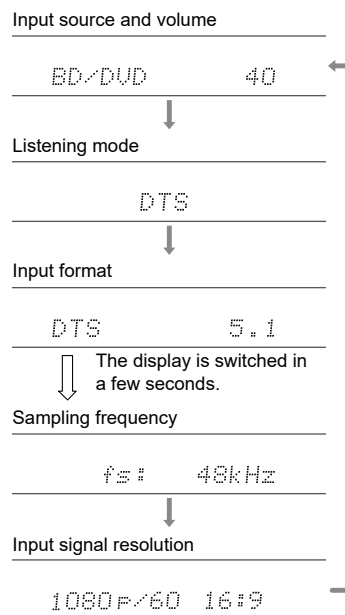 Input source and volume
BD/DVD 40
Listening mode
DTS
Input format
DTS 5.1
The display is switched in
a few seconds.
Sampling frequency
fs: 48kHz
Input signal resolution
1080p/60 16:9